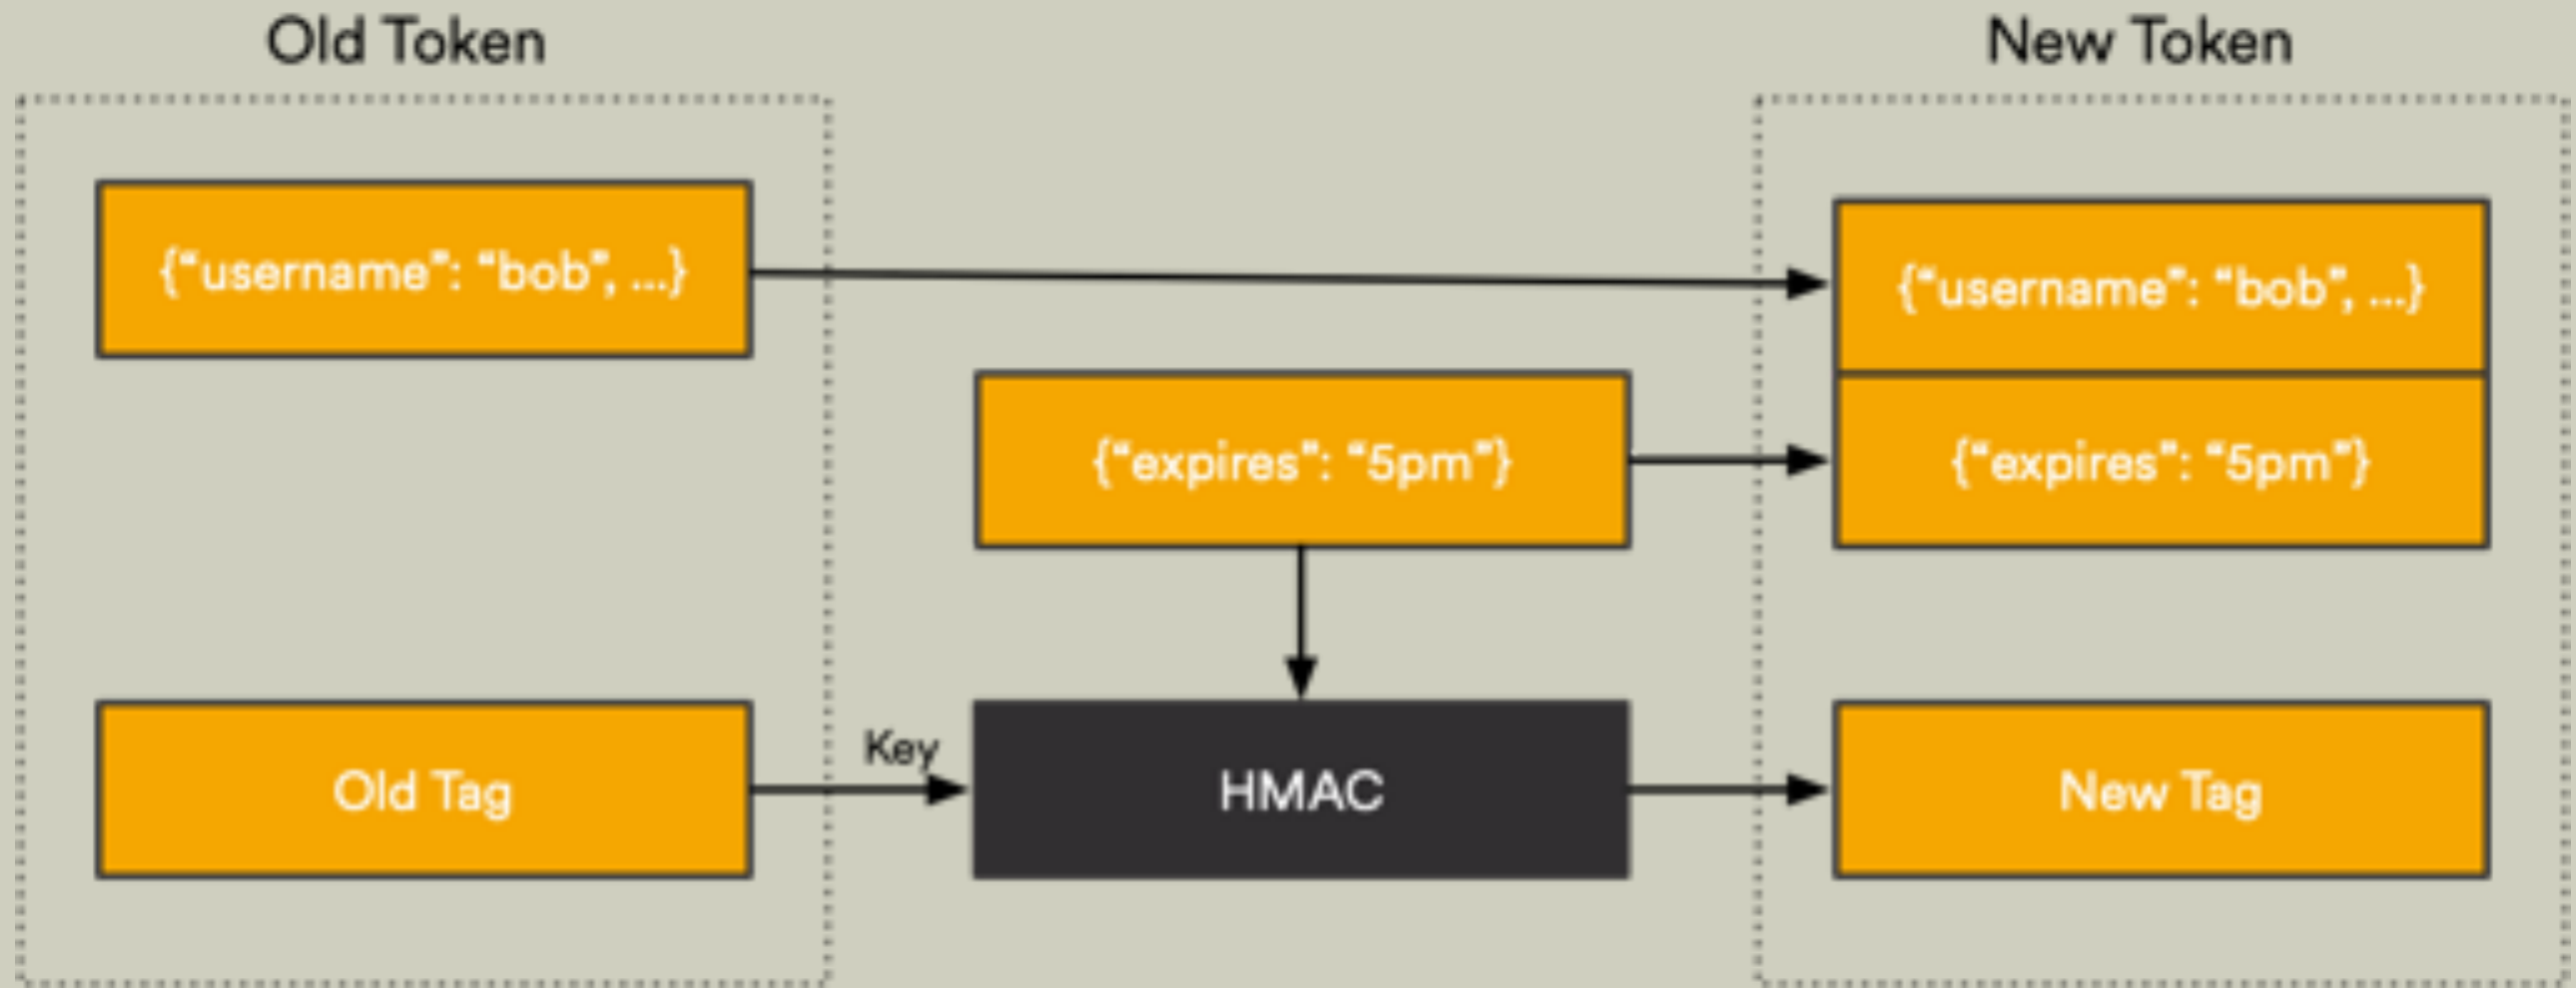 Old Token
New Token
{“username”: “bob”, ...}
{“username”: “bob”, ...}
{“expires”: “5pm”}
{“expires”: “5pm”}
Old Tag
Key
HMAC
New Tag